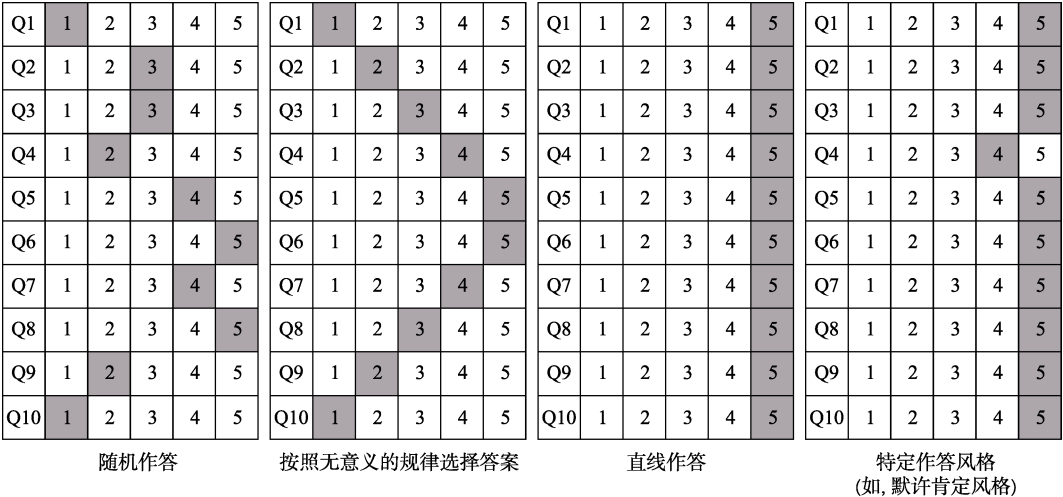 Q1 1 2 3 4 5 Q1 1 2 3 4 5 Q1 1 2 3 4 5 Q1 1 2 3 4 5
Q2 1 2 3 4 5 Q2 1 2 3 4 5 Q2 1 2 3 4 5 Q2 1 2 3 4 5
Q3 1 2 3 4 5 Q3 1 2 3 4 5 Q3 1 2 3 4 5 Q3 1 2 3 4 5
Q4 1 2 3 4 5 Q4 1 2 3 4 5 Q4 1 2 3 4 5 Q4 1 2 3 4 5
Q5 1 2 3 4 5 Q5 1 2 3 4 5 Q5 1 2 3 4 5 Q5 1 2 3 4 5
Q6 1 2 3 4 5 Q6 1 2 3 4 5 Q6 1 2 3 4 5 Q6 1 2 3 4 5
Q7 1 2 3 4 5 Q7 1 2 3 4 5 Q7 1 2 3 4 5 Q7 1 2 3 4 5
Q8 1 2 3 4 5 Q8 1 2 3 4 5 Q8 1 2 3 4 5 Q8 1 2 3 4 5
Q9 1 2 3 4 5 Q9 1 2 3 4 5 Q9 1 2 3 4 5 Q9 1 2 3 4 5
Q10 1 2 3 4 5 Q10 1 2 3 4 5 Q10 1 2 3 4 5 Q10 1 2 3 4 5
随机作答 按照无意义的规律选择答案 直线作答 特定作答风格
(如, 默许肯定风格)